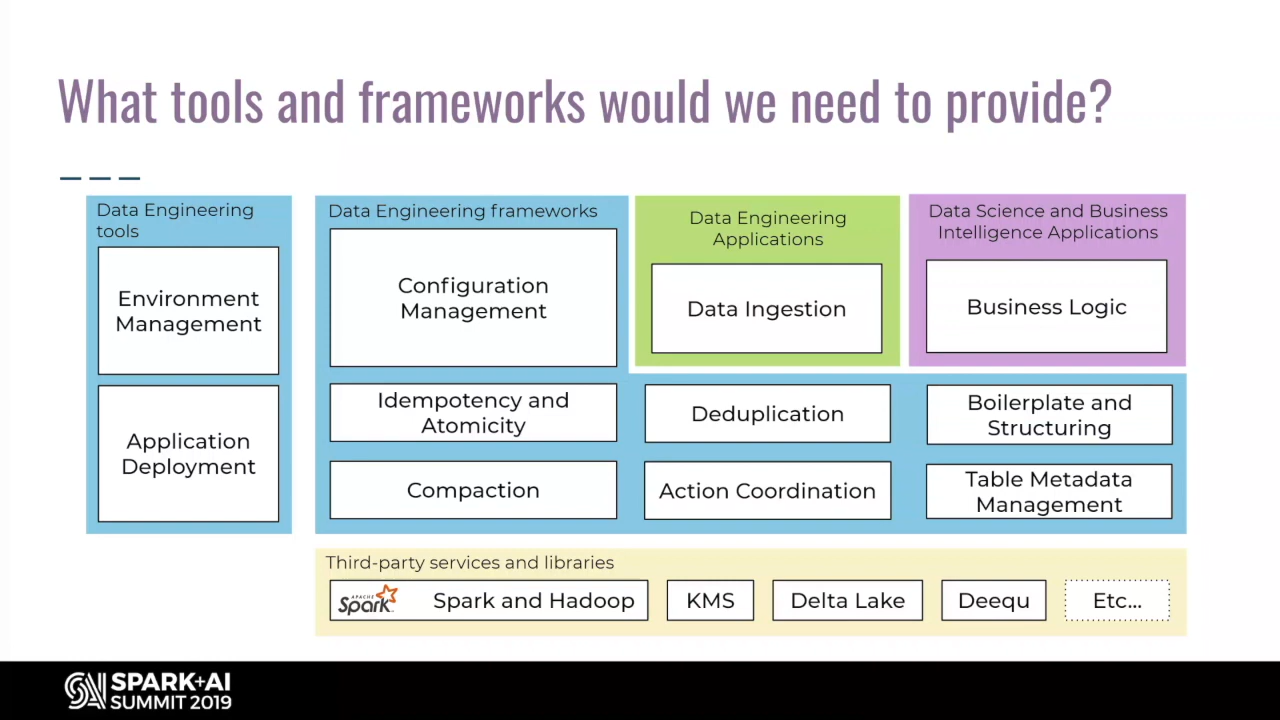 What tools and frameworks would we need to provide?
Data Engineering
tools
Environment
Management
Application
Deployment
Data Engineering frameworks
Configuration
Management
Data Engineering
Applications
Data Ingestion
Data Science and Business
Intelligence Applications
Business Logic
Idempotency and
Atomicity
Deduplication
Boilerplate and
Structuring
Compaction
Action Coordination
Table Metadata
Management
Third-party services and libraries
APACHE
Spark
Spark and Hadoop
KMS
Delta Lake
Deequ
Etc...
SPARK+AI
SUMMIT 2019